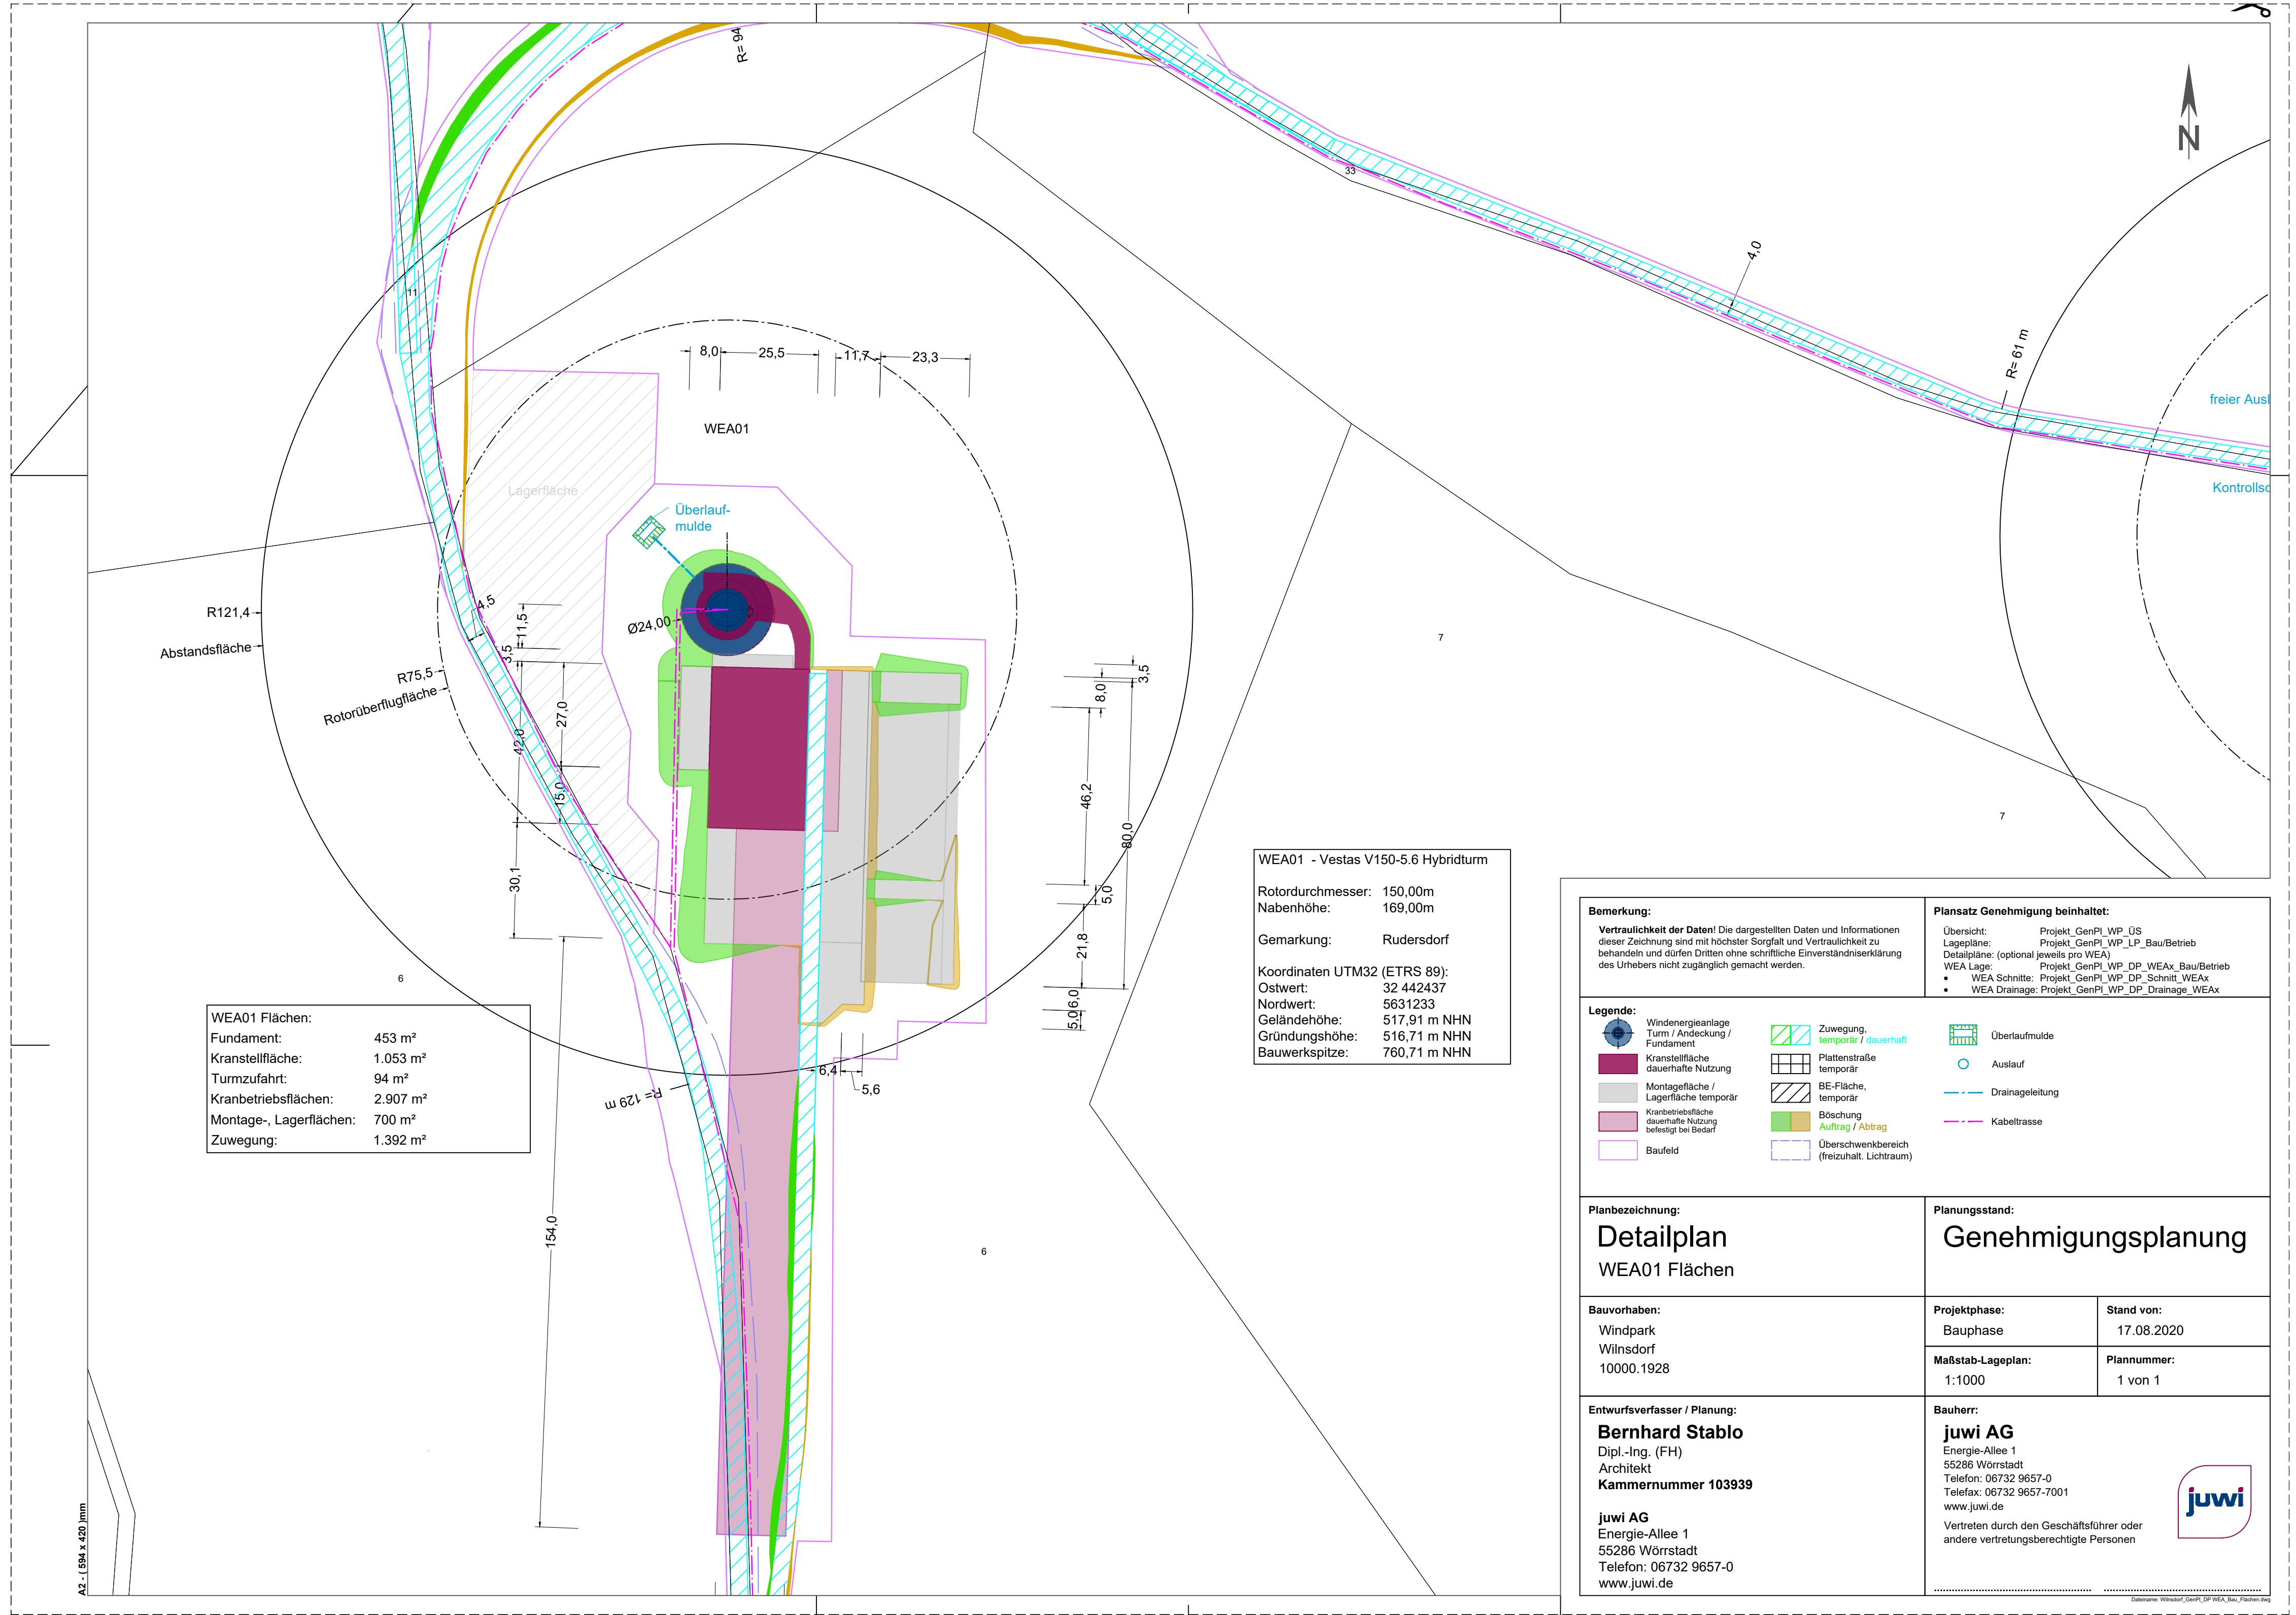 R= 94
N
33
4,0
11
R= 61 m
8,0
25,5
11,7
23,3
freier Ausl
WEA01
Lagerfläche
Kontrollsc
Überlauf-
mulde
4,5
R121,4
11,5
Ø24,00
7
Abstandsfläche
3,5
3,5
R75,5
8,0
Rotorüberflugfläche
27,0
42,0
15,0
46,2
80,0
7
30,1
5,0
21,8
6,0
5,0
6
6,4
5,6
R= 129 m
154,0
6
WEA01 - Vestas V150-5.6 Hybridturm
Rotordurchmesser: 150,00m
Nabenhöhe: 169,00m
Gemarkung: Rudersdorf
Koordinaten UTM32 (ETRS 89):
Ostwert: 32 442437
Nordwert: 5631233
Geländehöhe: 517,91 m NHN
Gründungshöhe: 516,71 m NHN
Bauwerkspitze: 760,71 m NHN
WEA01 Flächen:
Fundament: 453 m²
Kranstellfläche: 1.053 m²
Turmzufahrt: 94 m²
Kranbetriebsflächen: 2.907 m²
Montage-, Lagerflächen: 700 m²
Zuwegung: 1.392 m²
Bemerkung:
Vertraulichkeit der Daten! Die dargestellten Daten und Informationen
dieser Zeichnung sind mit höchster Sorgfalt und Vertraulichkeit zu
behandeln und dürfen Dritten ohne schriftliche Einverständniserklärung
des Urhebers nicht zugänglich gemacht werden.
Plansatz Genehmigung beinhaltet:
Übersicht: Projekt_GenPl_WP_ÜS
Lagepläne: Projekt_GenPl_WP_LP_Bau/Betrieb
Detailpläne: (optional jeweils pro WEA)
WEA Lage: Projekt_GenPl_WP_DP_WEAx_Bau/Betrieb
• WEA Schnitte: Projekt_GenPl_WP_DP_Schnitt_WEAx
• WEA Drainage: Projekt_GenPl_WP_DP_Drainage_WEAx
Legende:
Windenergieanlage
Turm / Andeckung /
Fundament
Kranstellfläche
dauerhafte Nutzung
Montagefläche /
Lagerfläche temporär
Kranbetriebsfläche
dauerhafte Nutzung
befestigt bei Bedarf
Baufeld
Zuwegung,
temporär / dauerhaft
Plattenstraße
temporär
BE-Fläche,
temporär
Böschung
Auftrag / Abtrag
Überschwenkbereich
(freizuhalt. Lichtraum)
Überlaufmulde
Auslauf
Drainageleitung
Kabeltrasse
Planbezeichnung:
Detailplan
WEA01 Flächen
Planungsstand:
Genehmigungsplanung
Bauvorhaben:
Windpark
Wilnsdorf
10000.1928
Projektphase:
Bauphase
Stand von:
17.08.2020
Maßstab-Lageplan:
1:1000
Plannummer:
1 von 1
Entwurfsverfasser / Planung:
Bernhard Stablo
Dipl.-Ing. (FH)
Architekt
Kammernummer 103939
juwi AG
Energie-Allee 1
55286 Wörrstadt
Telefon: 06732 9657-0
www.juwi.de
Bauherr:
juwi AG
Energie-Allee 1
55286 Wörrstadt
Telefon: 06732 9657-0
Telefax: 06732 9657-7001
www.juwi.de
Vertreten durch den Geschäftsführer oder
andere vertretungsberechtigte Personen
juwi
A2 - ( 594 x 420 )mm
Dateiname: Wilnsdorf_GenPl_DP WEA_Bau_Flächen.dwg